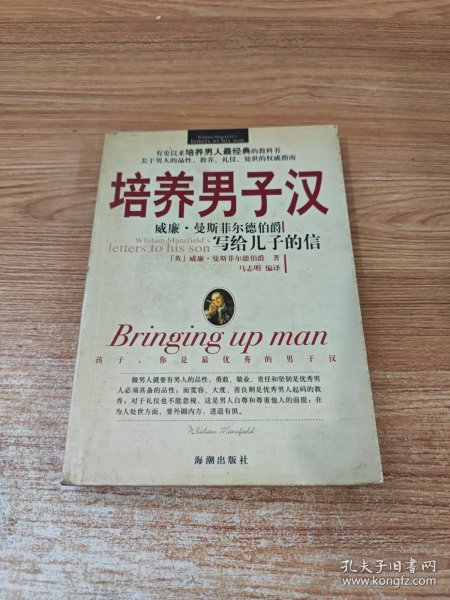 Whliam Mansfield's
letters to his son
有史以来培养男人最经典的教科书
关于男人的品性、教养、礼仪、处世的权威指南
培养男子汉
威廉·曼斯菲尔德伯爵
Whliam Mansfield's
写给儿子的信
letters to his son
[英] 威廉·曼斯菲尔德伯爵 著
马志明 编译
Bringing up man
孩子，你是最优秀的男子汉
做男人就要有男人的品性，勇敢、敬业、责任和坚韧是优秀男
人必须具备的品性；而宽容、大度、善良则是优秀男人起码的教
养；对于礼仪也不能忽视，这是男人自尊和尊重他人的前提；在
为人处世方面，要外圆内方，进退有俱。
Whliam Mansfield
海潮出版社
孔夫子旧书网
www.kongfz.com